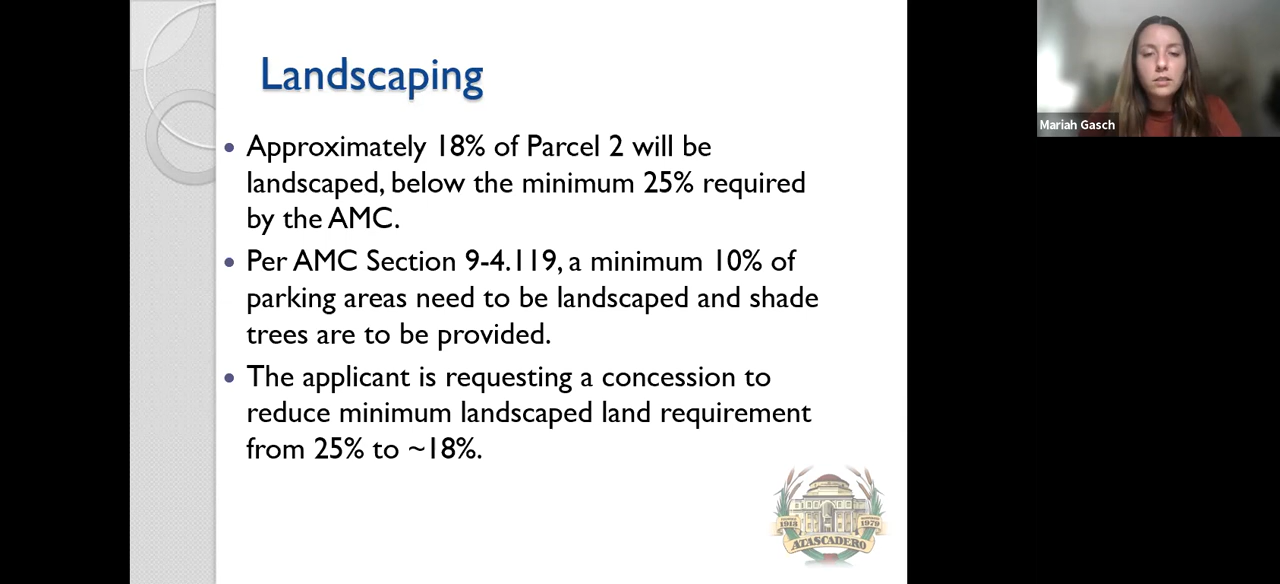 Landscaping
Approximately 18% of Parcel 2 will be
landscaped, below the minimum 25% required
by the AMC.
Per AMC Section 9-4.119, a minimum 10% of
parking areas need to be landscaped and shade
trees are to be provided.
The applicant is requesting a concession to
reduce minimum landscaped land requirement
from 25% to ~18%.
1913
1979
ATASCADERO
Mariah Gasch